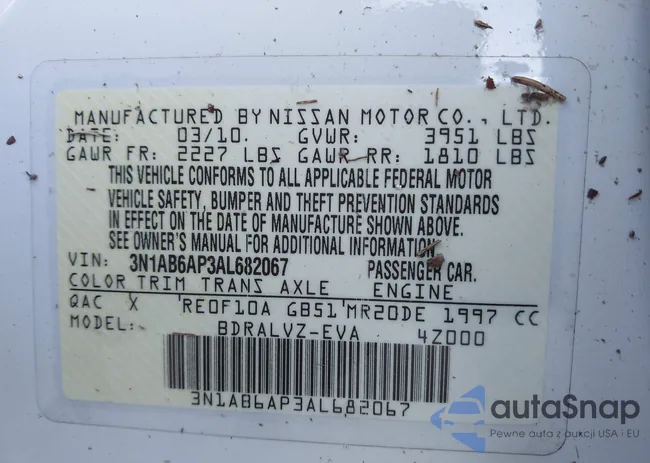 MANUFACTURED BY NISSAN MOTOR CO., LTD.
DATE: 03/10. GVWR: 3951 LBS
GAWR FR: 2227 LBS GAWR RR: 1810 LBS
THIS VEHICLE CONFORMS TO ALL APPLICABLE FEDERAL MOTOR
VEHICLE SAFETY, BUMPER AND THEFT PREVENTION STANDARDS
IN EFFECT ON THE DATE OF MANUFACTURE SHOWN ABOVE.
SEE OWNER'S MANUAL FOR ADDITIONAL INFORMATION
VIN: 3N1AB6AP3AL682067 PASSENGER CAR.
COLOR TRIM TRANS AXLE ENGINE
QAC X 'RE0F10A GB51'MR20DE 1997 CC
MODEL: BDRALVZ-EVA 4Z000
3N1AB6AP3AL682067
autaSnap
Pewne auta z aukcji USA i EU